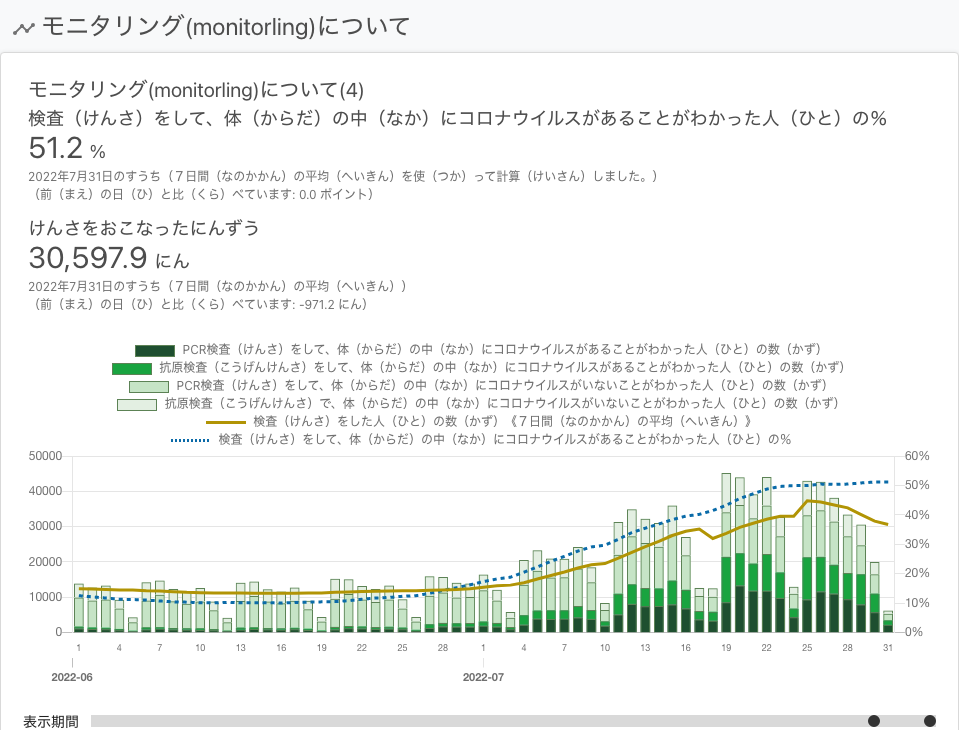 モニタリング(monitorling)について
モニタリング(monitorling)について(4)
検査（けんさ）をして、体（からだ）の中（なか）にコロナウイルスがあることがわかった人（ひと）の％
51.2 %
2022年7月31日のすうち（７日間（なのかかん）の平均（へいきん）を使（つか）って計算（けいさん）しました。）
（前（まえ）の日（ひ）と比（くら）べています: 0.0 ポイント）
けんさをおこなったにんずう
30,597.9 にん
2022年7月31日のすうち（７日間（なのかかん）の平均（へいきん））
（前（まえ）の日（ひ）と比（くら）べています: -971.2 にん）
PCR検査（けんさ）をして、体（からだ）の中（なか）にコロナウイルスがあることがわかった人（ひと）の数（かず）
抗原検査（こうげんけんさ）をして、体（からだ）の中（なか）にコロナウイルスがあることがわかった人（ひと）の数（かず）
PCR検査（けんさ）をして、体（からだ）の中（なか）にコロナウイルスがいないことがわかった人（ひと）の数（かず）
抗原検査（こうげんけんさ）で、体（からだ）の中（なか）にコロナウイルスがいないことがわかった人（ひと）の数（かず）
検査（けんさ）をした人（ひと）の数（かず）《７日間（なのかかん）の平均（へいきん）》
検査（けんさ）をして、体（からだ）の中（なか）にコロナウイルスがあることがわかった人（ひと）の％
50000 60%
50%
40000
40%
30000
30%
20000
20%
10000 10%
0 0%
1 4 7 10 13 16 19 22 25 28 1 4 7 10 13 16 19 22 25 28 31
2022-06 2022-07
表示期間